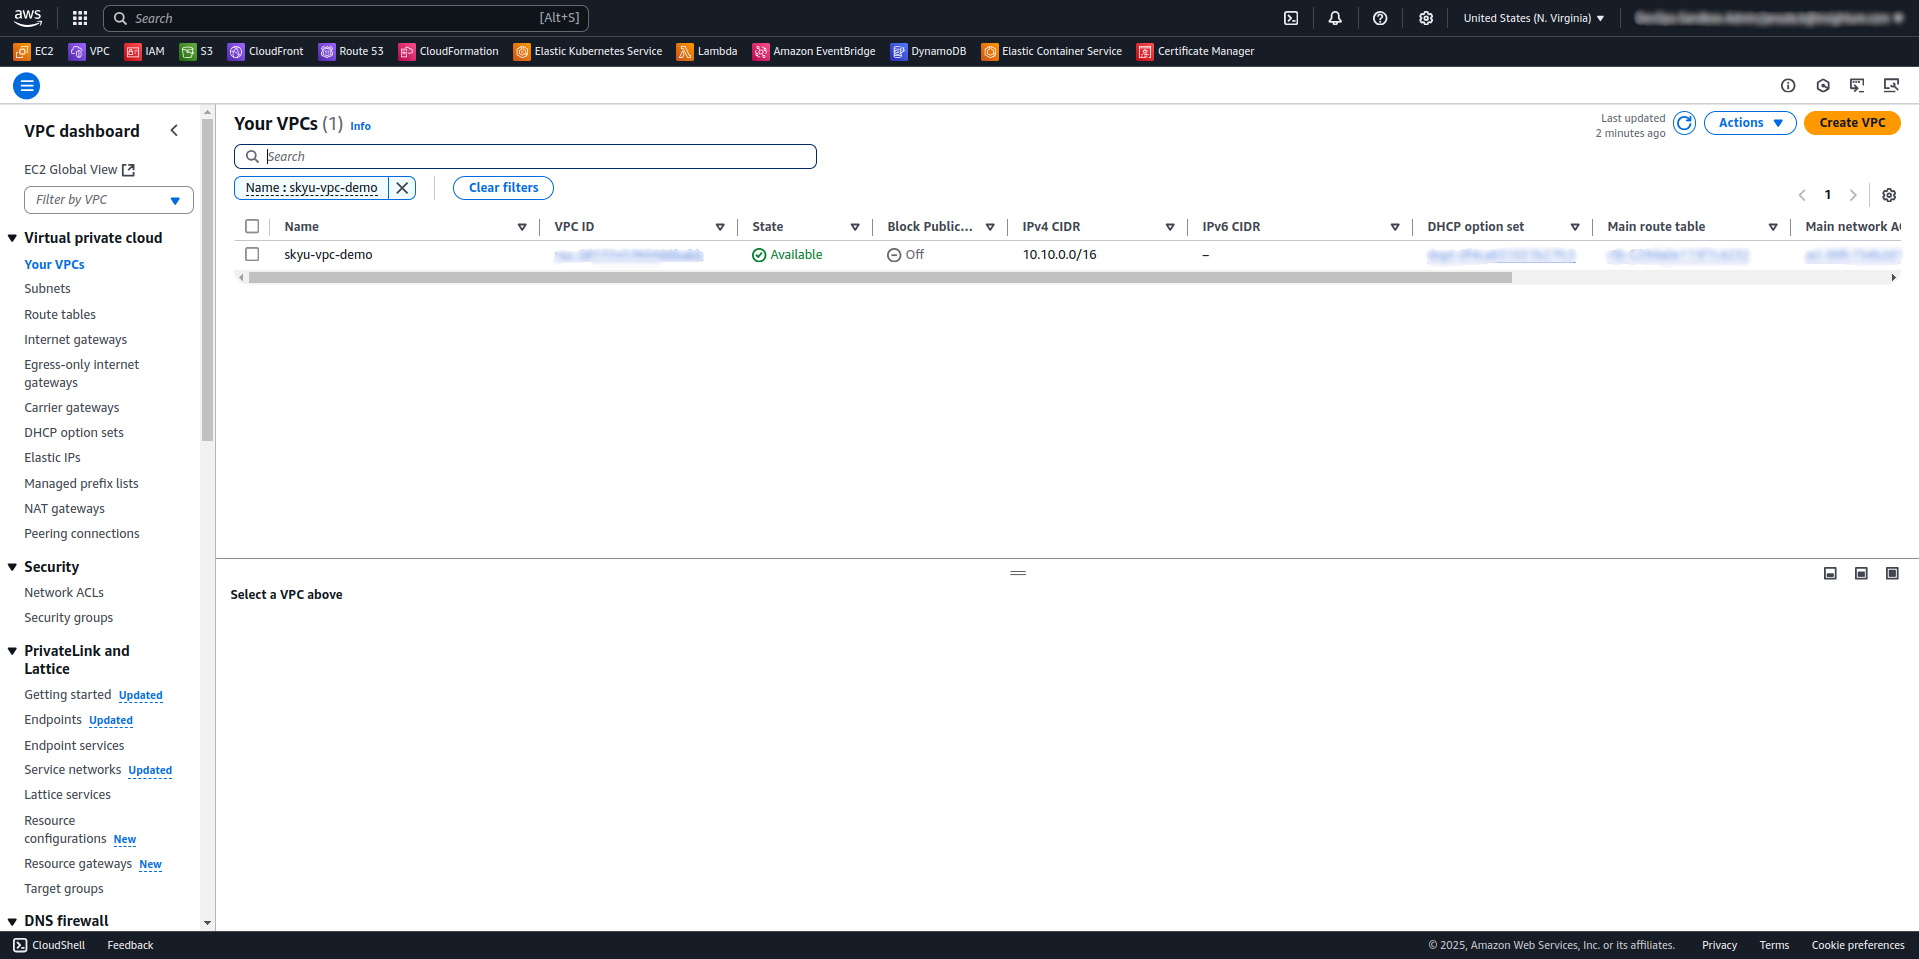 aws
Search [Alt+S]
United States (N. Virginia)
EC2 VPC IAM S3 CloudFront Route 53 CloudFormation Elastic Kubernetes Service Lambda Amazon EventBridge DynamoDB Elastic Container Service Certificate Manager
VPC dashboard
EC2 Global View
Filter by VPC
Virtual private cloud
Your VPCs
Subnets
Route tables
Internet gateways
Egress-only internet
gateways
Carrier gateways
DHCP option sets
Elastic IPs
Managed prefix lists
NAT gateways
Peering connections
Security
Network ACLs
Security groups
PrivateLink and
Lattice
Getting started Updated
Endpoints Updated
Endpoint services
Service networks Updated
Lattice services
Resource
configurations New
Resource gateways New
Target groups
DNS firewall
Your VPCs (1) Info
Last updated
2 minutes ago
Actions
Create VPC
Search
Name : skyu-vpc-demo
Clear filters
1
Name VPC ID State Block Public... IPv4 CIDR IPv6 CIDR DHCP option set Main route table Main network AC
skyu-vpc-demo Available Off 10.10.0.0/16 –
Select a VPC above
CloudShell Feedback © 2025, Amazon Web Services, Inc. or its affiliates. Privacy Terms Cookie preferences